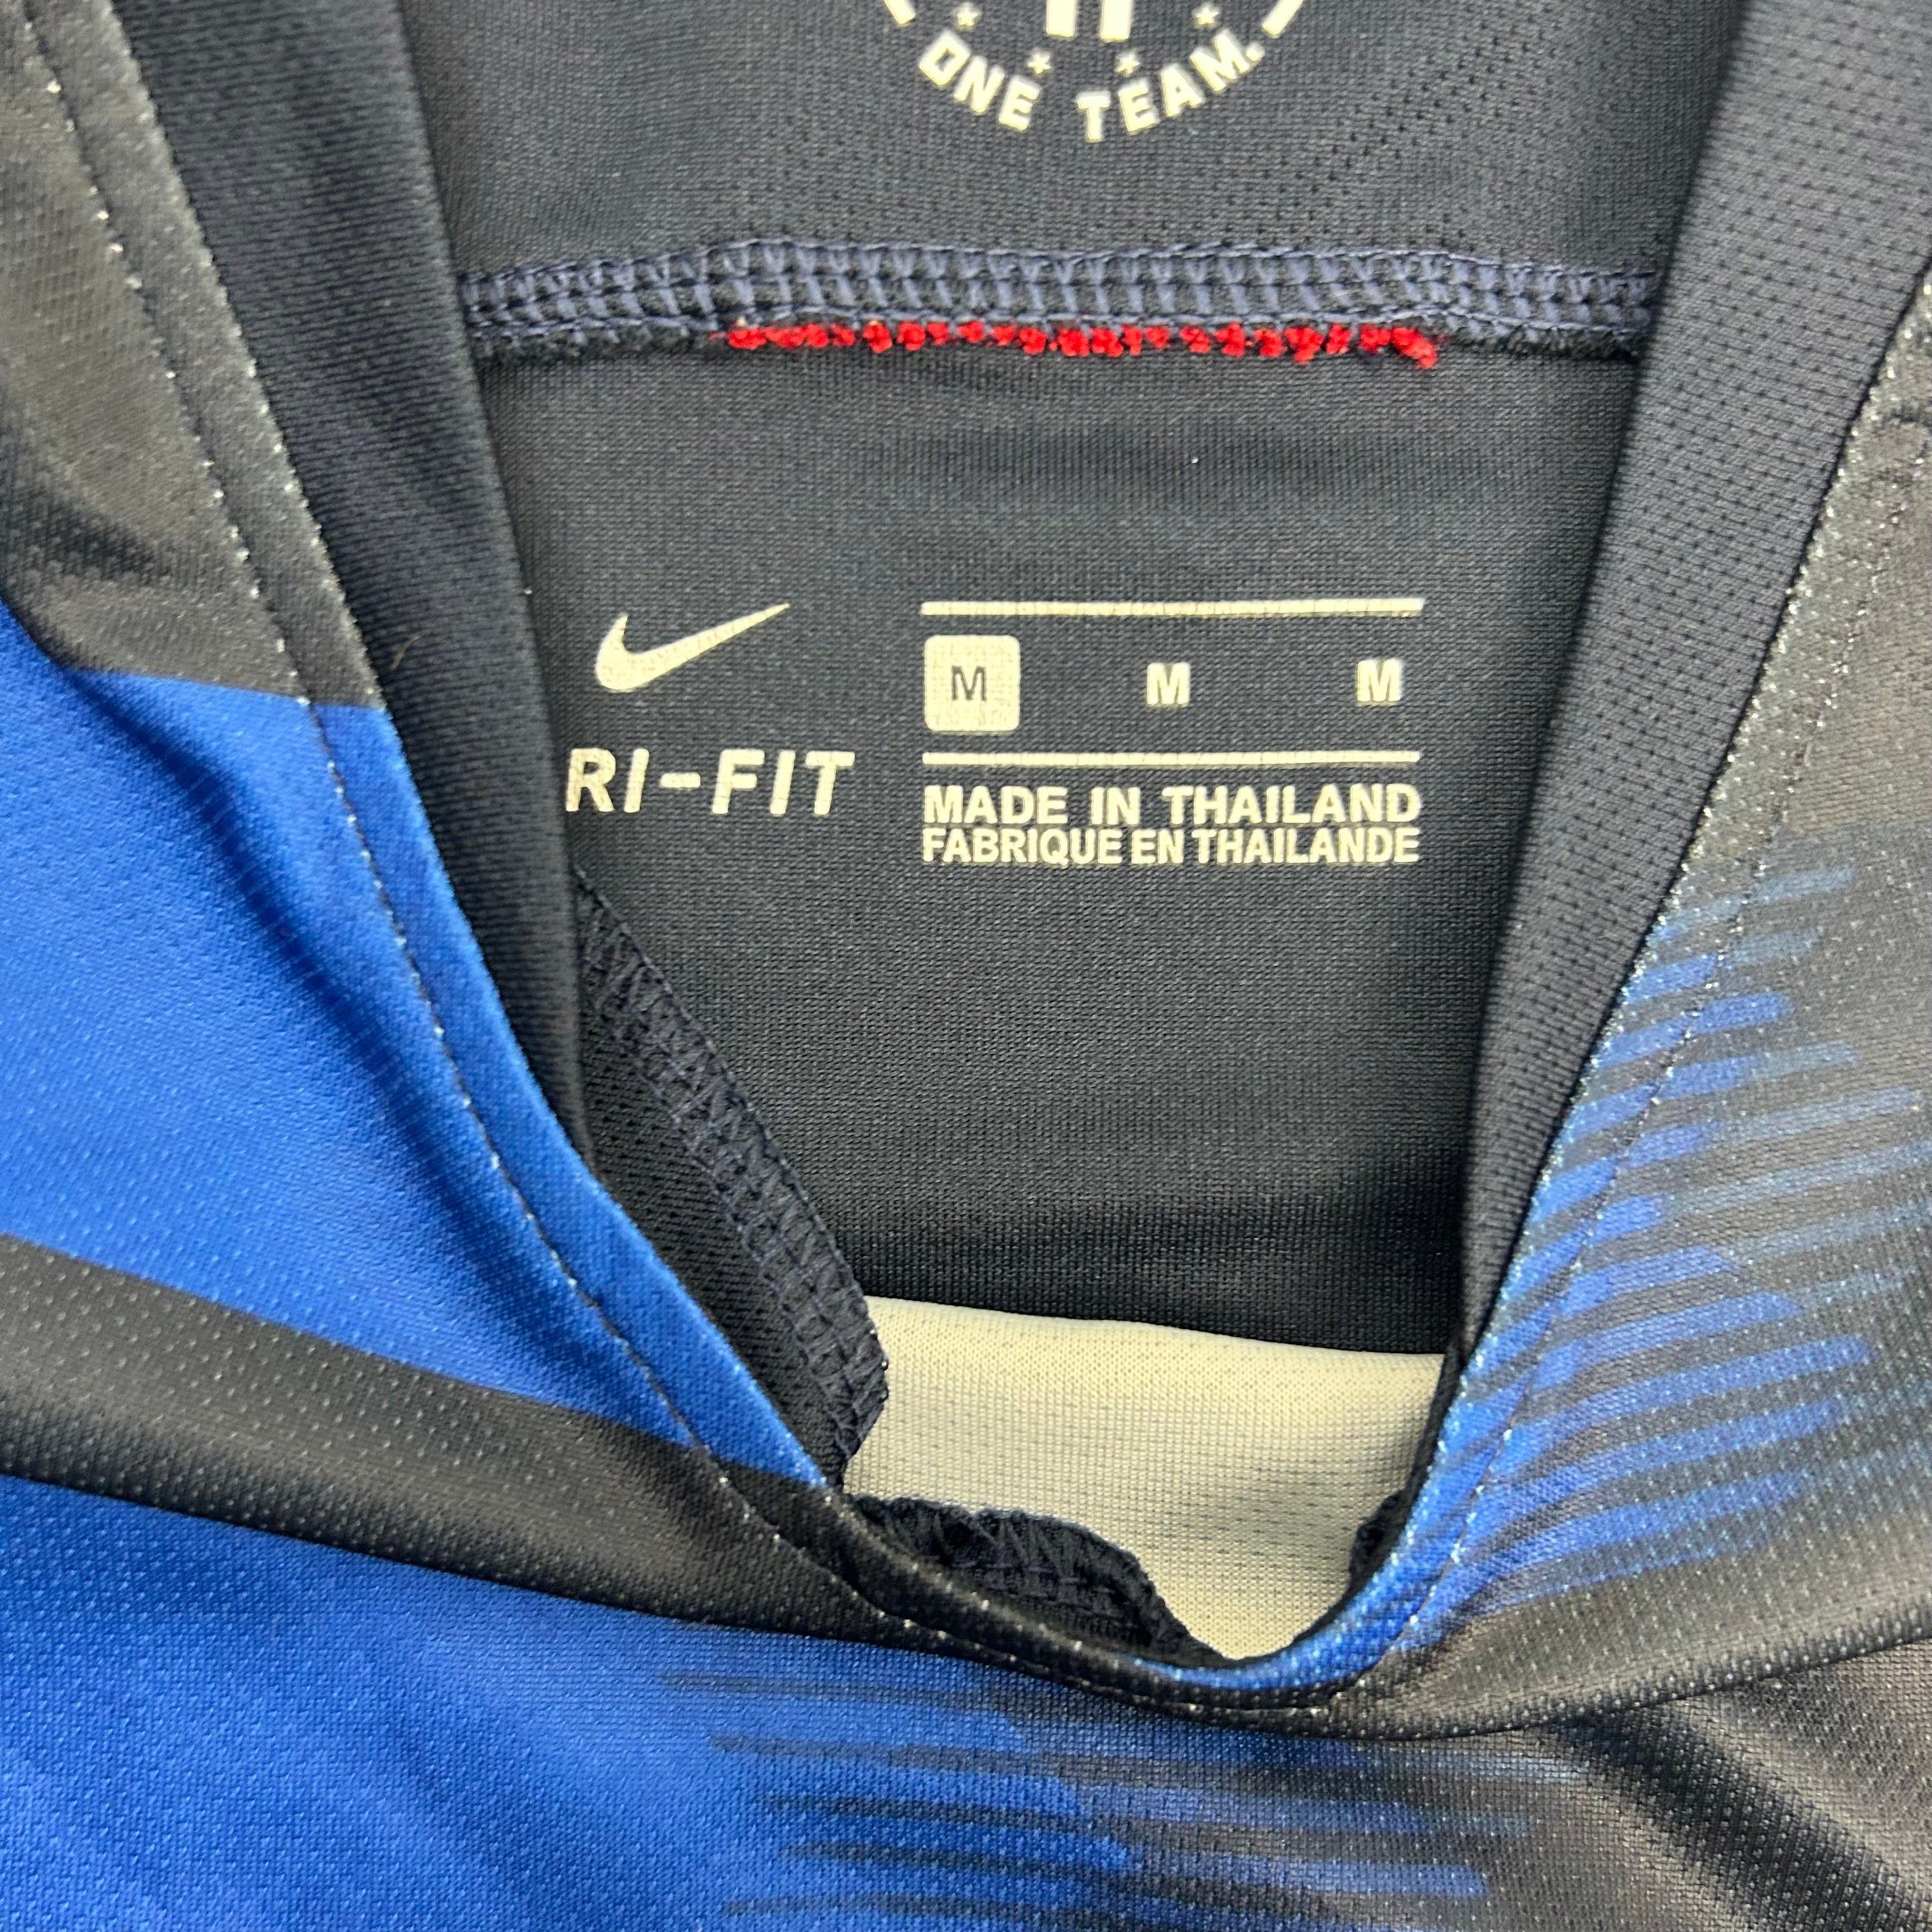 ONE TEAM.
M M M
RI-FIT
MADE IN THAILAND
FABRIQUE EN THAILANDE